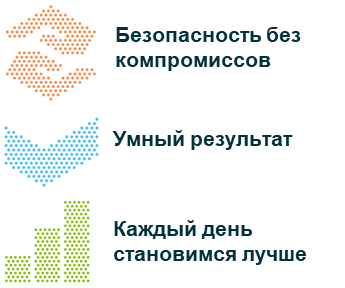 Безопасность без
компромиссов
Умный результат
Каждый день
становимся лучше